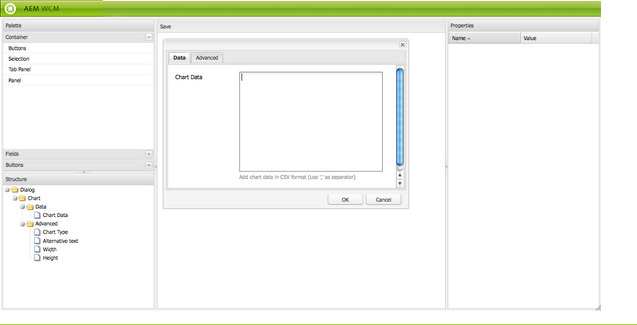 AEM WCM
Palette
Container
Buttons
Selection
Tab Panel
Panel
Fields
Buttons
Structure
Dialog
Chart
Data
Chart Data
Advanced
Chart Type
Alternative text
Width
Height
Save
Data Advanced
Chart Data
Add chart data in CSV format (use ',' as separator)
OK Cancel
Properties
Name Value